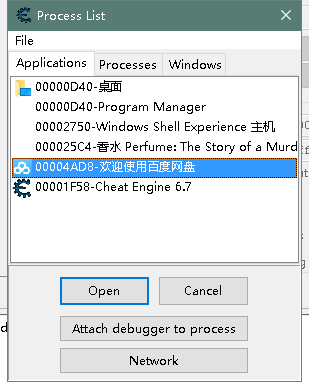 Process List
File
Applications Processes Windows
00000D40-桌面
00000D40-Program Manager
00002750-Windows Shell Experience 主机
000025C4-香水 Perfume: The Story of a Murd
00004AD8-欢迎使用百度网盘
00001F58-Cheat Engine 6.7
Open Cancel
Attach debugger to process
Network